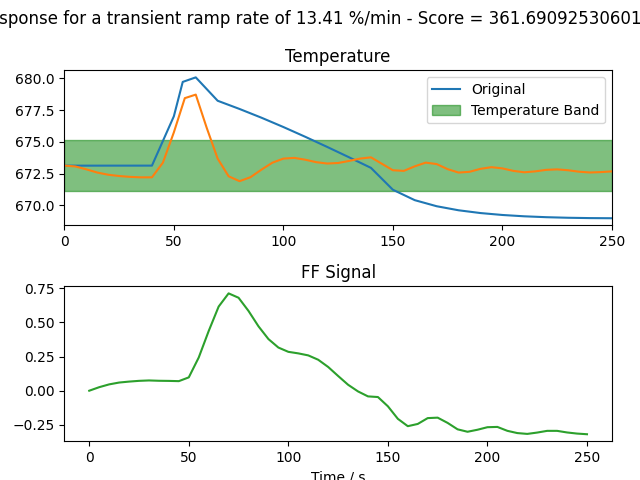 sponse for a transient ramp rate of 13.41 %/min - Score = 361.69092530601
Temperature
680.0
677.5
675.0
672.5
670.0
Original
Temperature Band
0 50 100 150 200 250
FF Signal
0.75
0.50
0.25
0.00
−0.25
0 50 100 150 200 250
Time / s